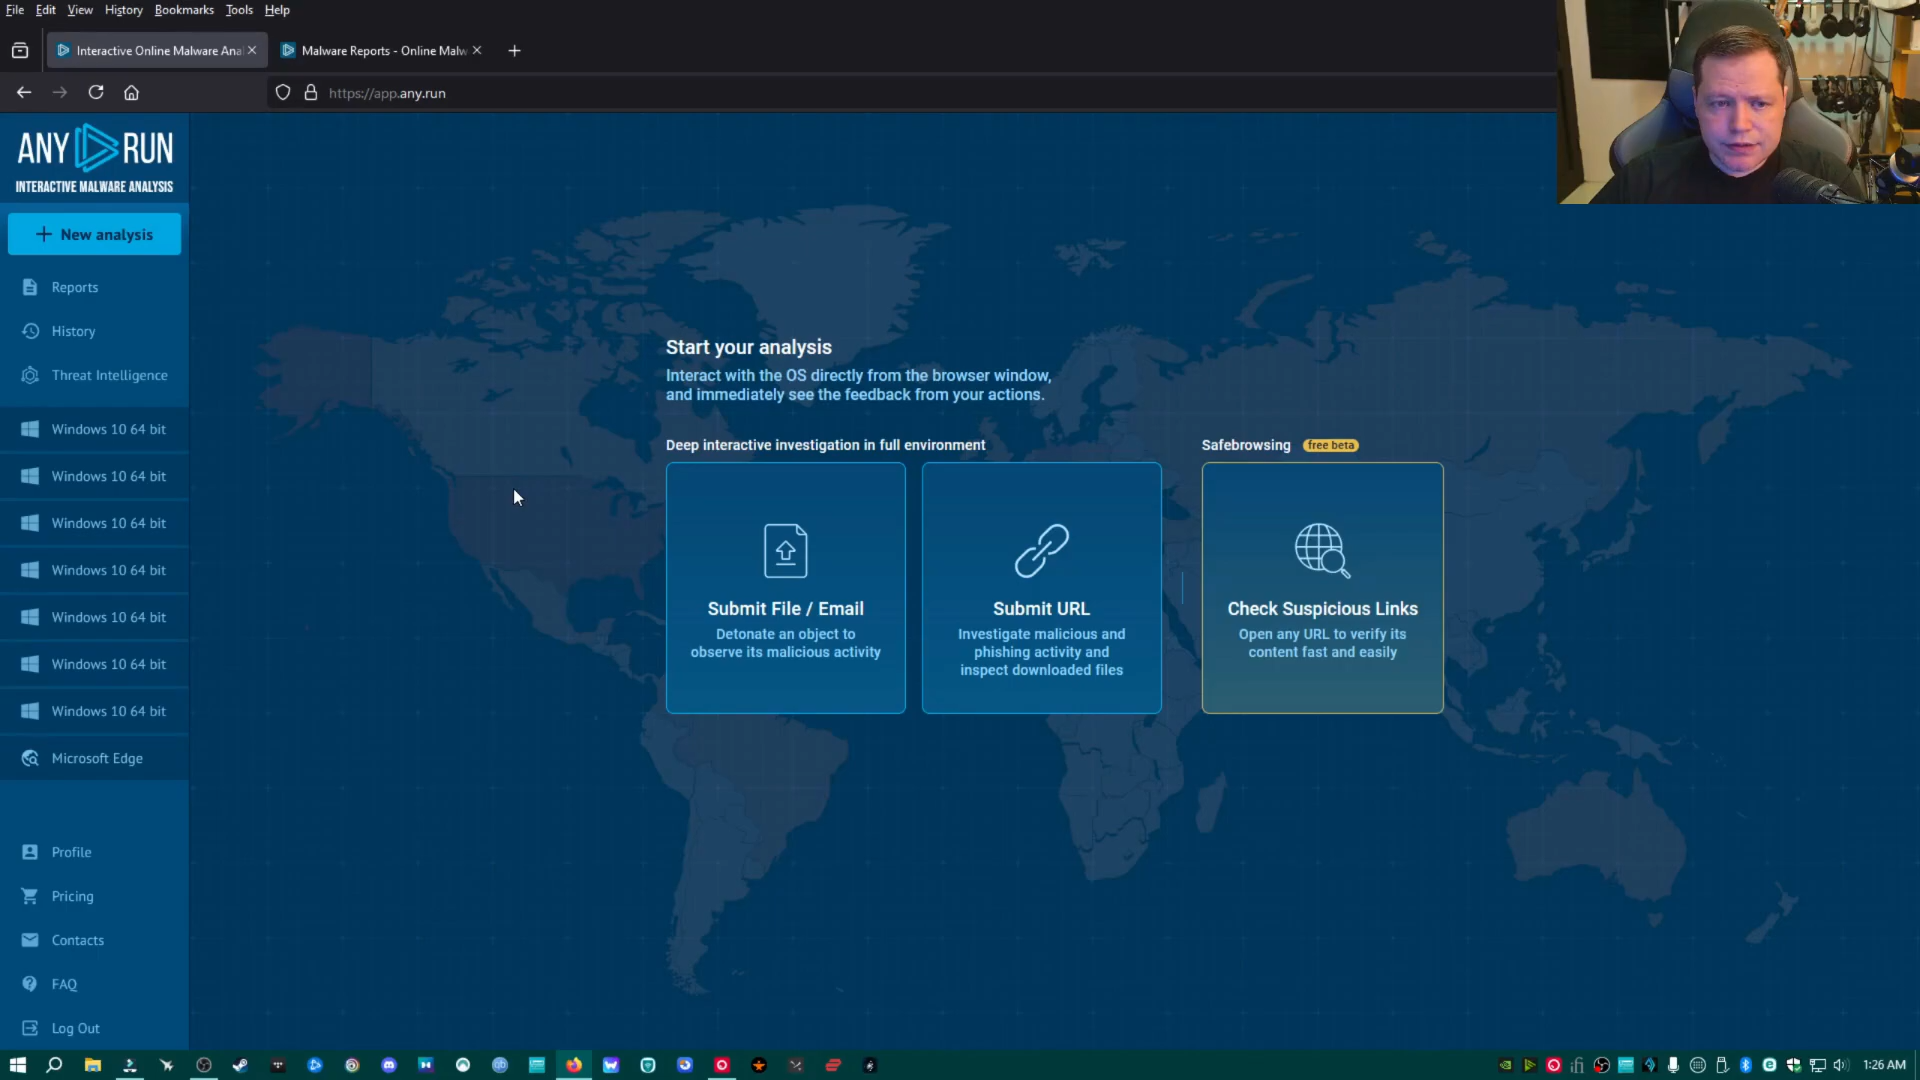 File Edit View History Bookmarks Tools Help
Interactive Online Malware Ana
Malware Reports - Online Malw
https://app.any.run
ANY RUN
INTERACTIVE MALWARE ANALYSIS
New analysis
Reports
History
Threat Intelligence
Windows 10 64 bit
Windows 10 64 bit
Windows 10 64 bit
Windows 10 64 bit
Windows 10 64 bit
Windows 10 64 bit
Windows 10 64 bit
Microsoft Edge
Profile
Pricing
Contacts
FAQ
Log Out
Start your analysis
Interact with the OS directly from the browser window,
and immediately see the feedback from your actions.
Deep interactive investigation in full environment
Submit File / Email
Detonate an object to
observe its malicious activity
Submit URL
Investigate malicious and
phishing activity and
inspect downloaded files
Safebrowsing free beta
Check Suspicious Links
Open any URL to verify its
content fast and easily
1:26 AM